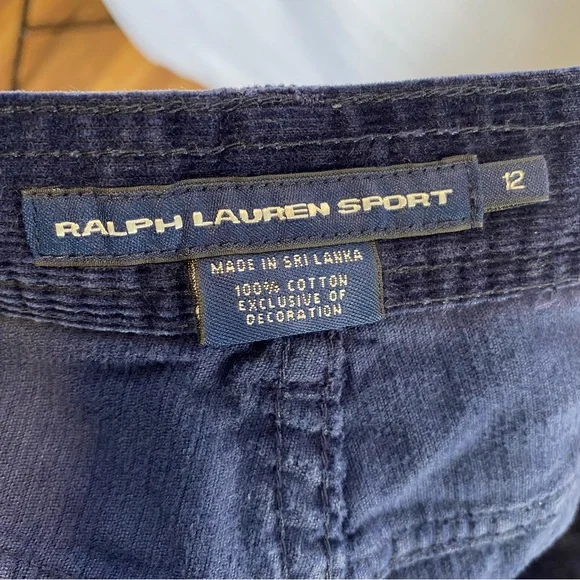 RALPH LAUREN SPORT
12
MADE IN SRI LANKA
100% COTTON
EXCLUSIVE OF
DECORATION